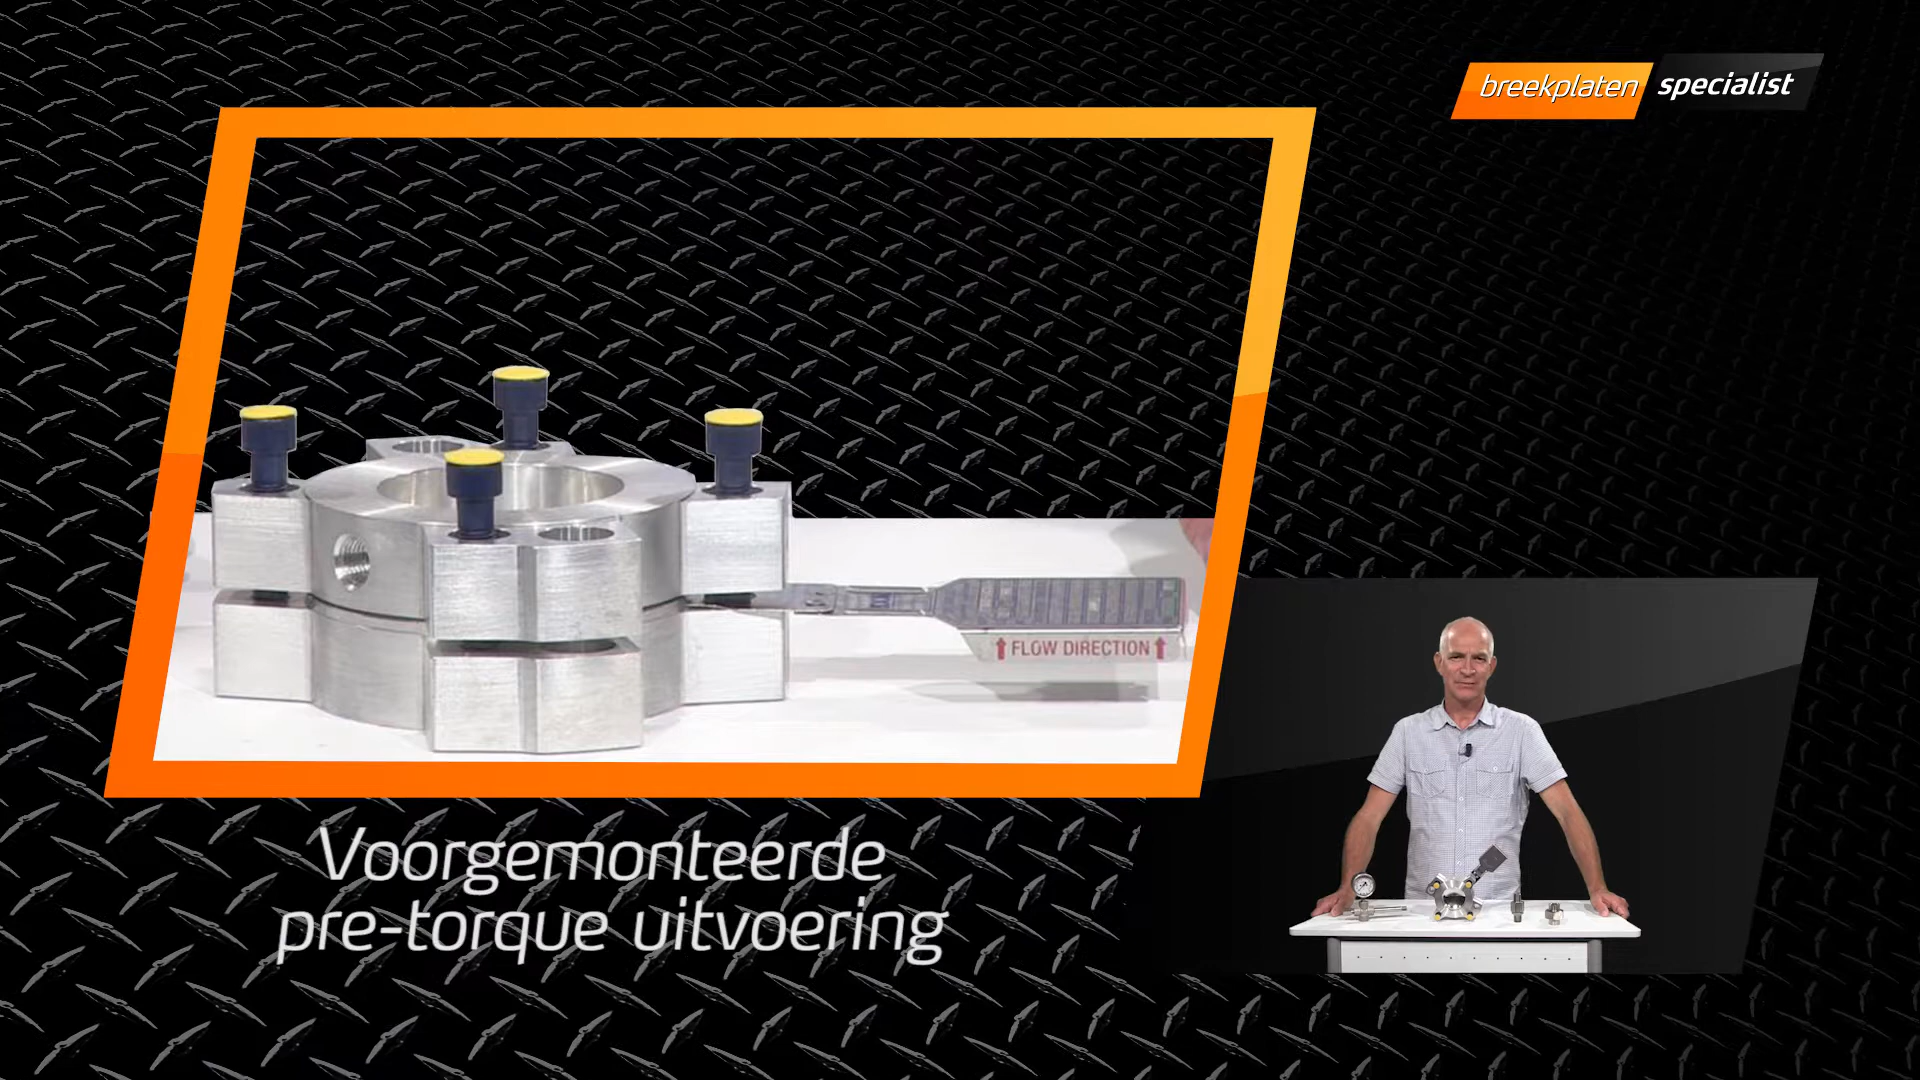 breekplaten specialist
FLOW DIRECTION
Voorgemonteerde
pre-torque uitvoering